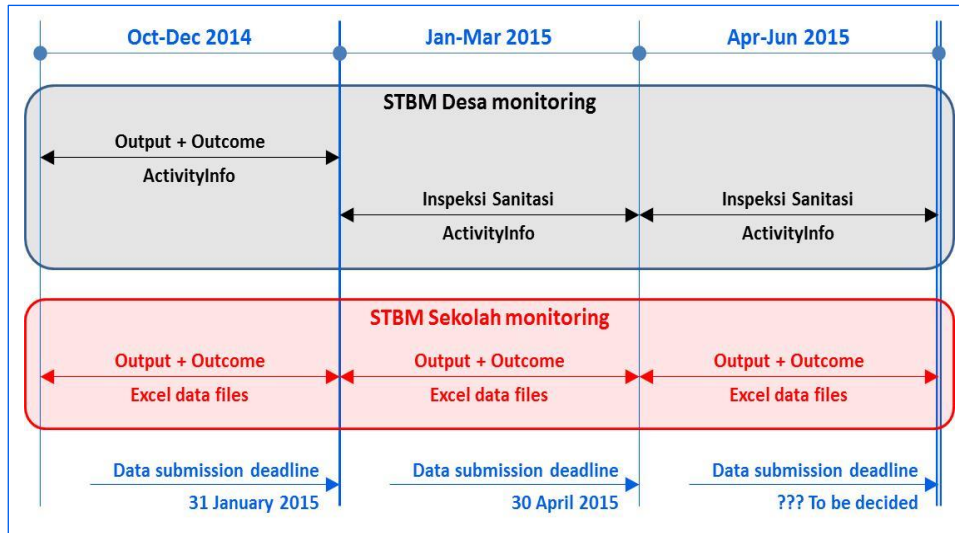 Oct-Dec 2014 Jan-Mar 2015 Apr-Jun 2015
STBM Desa monitoring
Output + Outcome
ActivityInfo
Inspeksi Sanitasi Inspeksi Sanitasi
ActivityInfo ActivityInfo
STBM Sekolah monitoring
Output + Outcome Output + Outcome Output + Outcome
Excel data files Excel data files Excel data files
Data submission deadline Data submission deadline Data submission deadline
31 January 2015 30 April 2015 ??? To be decided